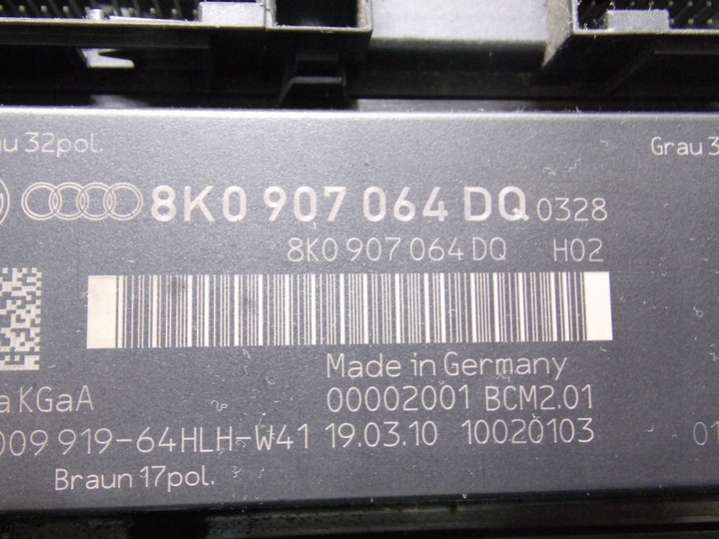 32pol.
Grau
8K0 907 064 DQ 0328
8K0 907 064 DQ H02
Made in Germany
KGaA 00002001 BCM2.01
009 919-64HLH-W41 19.03.10 10020103 01
Braun 17pol.